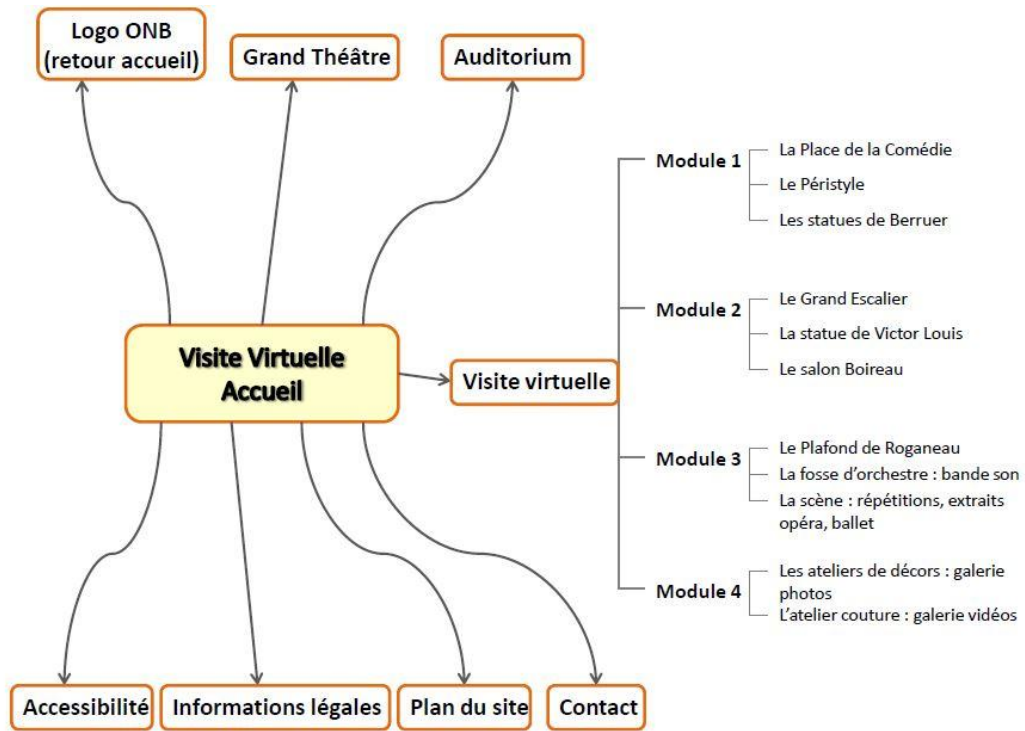 Logo ONB
(retour accueil)
Grand Théâtre
Auditorium
Visite Virtuelle
Accueil
Visite virtuelle
Module 1
La Place de la Comédie
Le Péristyle
Les statues de Berruer
Module 2
Le Grand Escalier
La statue de Victor Louis
Le salon Boireau
Module 3
Le Plafond de Roganeau
La fosse d'orchestre : bande son
La scène : répétitions, extraits
opéra, ballet
Module 4
Les ateliers de décors : galerie
photos
L'atelier couture : galerie vidéos
Accessibilité
Informations légales
Plan du site
Contact